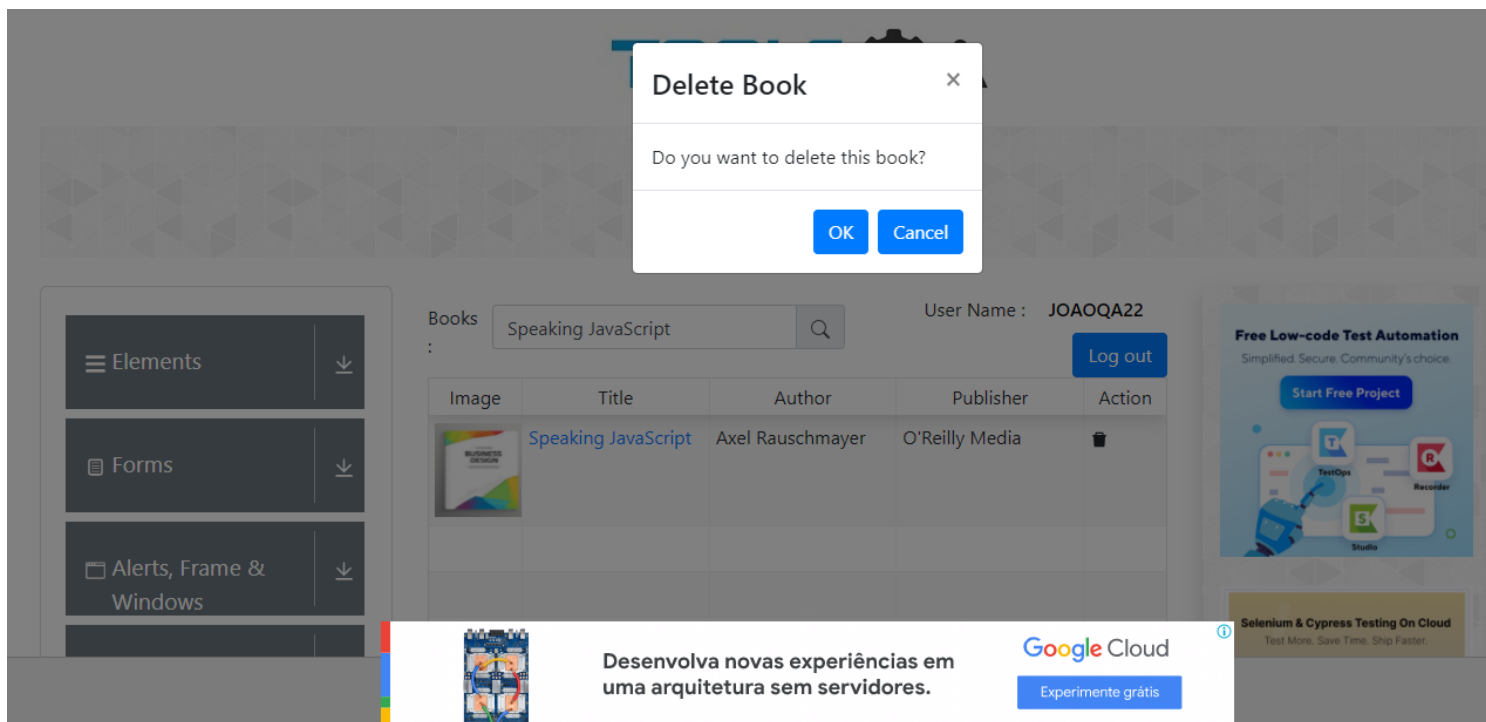 Delete Book ×
Do you want to delete this book?
OK Cancel
Books :
Speaking JavaScript
User Name : JOAOQA22
Log out
Elements
Forms
Alerts, Frame &
Windows
Image Title Author Publisher Action
BUSINESS
DESIGN
Speaking JavaScript Axel Rauschmayer O'Reilly Media
Free Low-code Test Automation
Simplified. Secure. Community's choice.
Start Free Project
TestOps
Recorder
Studio
Selenium & Cypress Testing On Cloud
Test More. Save Time. Ship Faster.
Desenvolva novas experiências em
uma arquitetura sem servidores.
Google Cloud
Experimente grátis